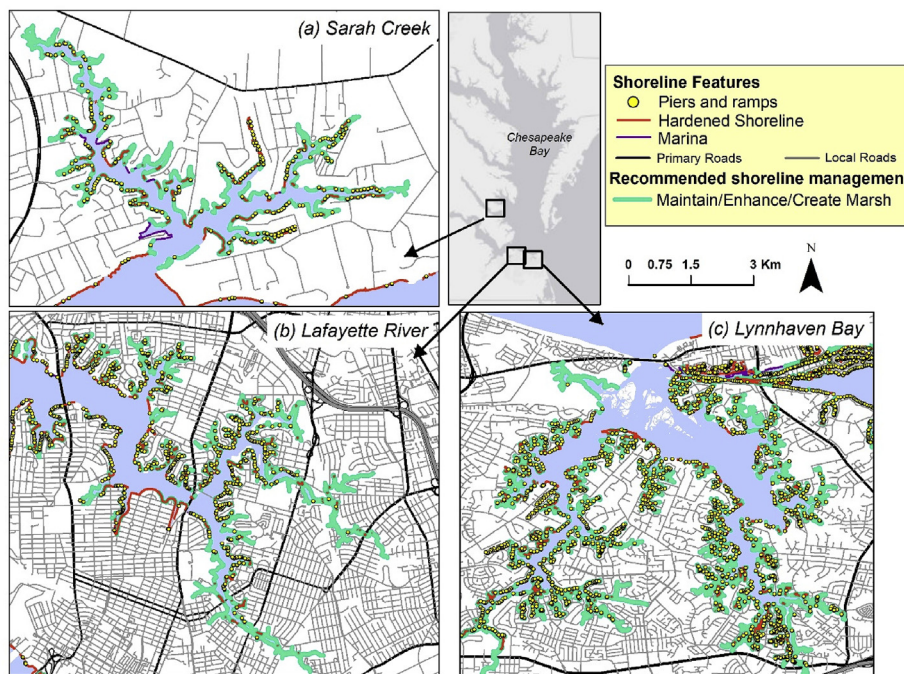 (a) Sarah Creek
Chesapeake
Bay
Shoreline Features
Piers and ramps
Hardened Shoreline
Marina
Primary Roads
Local Roads
Recommended shoreline managemen
Maintain/Enhance/Create Marsh
N
0 0.75 1.5 3 Km
(b) Lafayette River
(c) Lynnhaven Bay